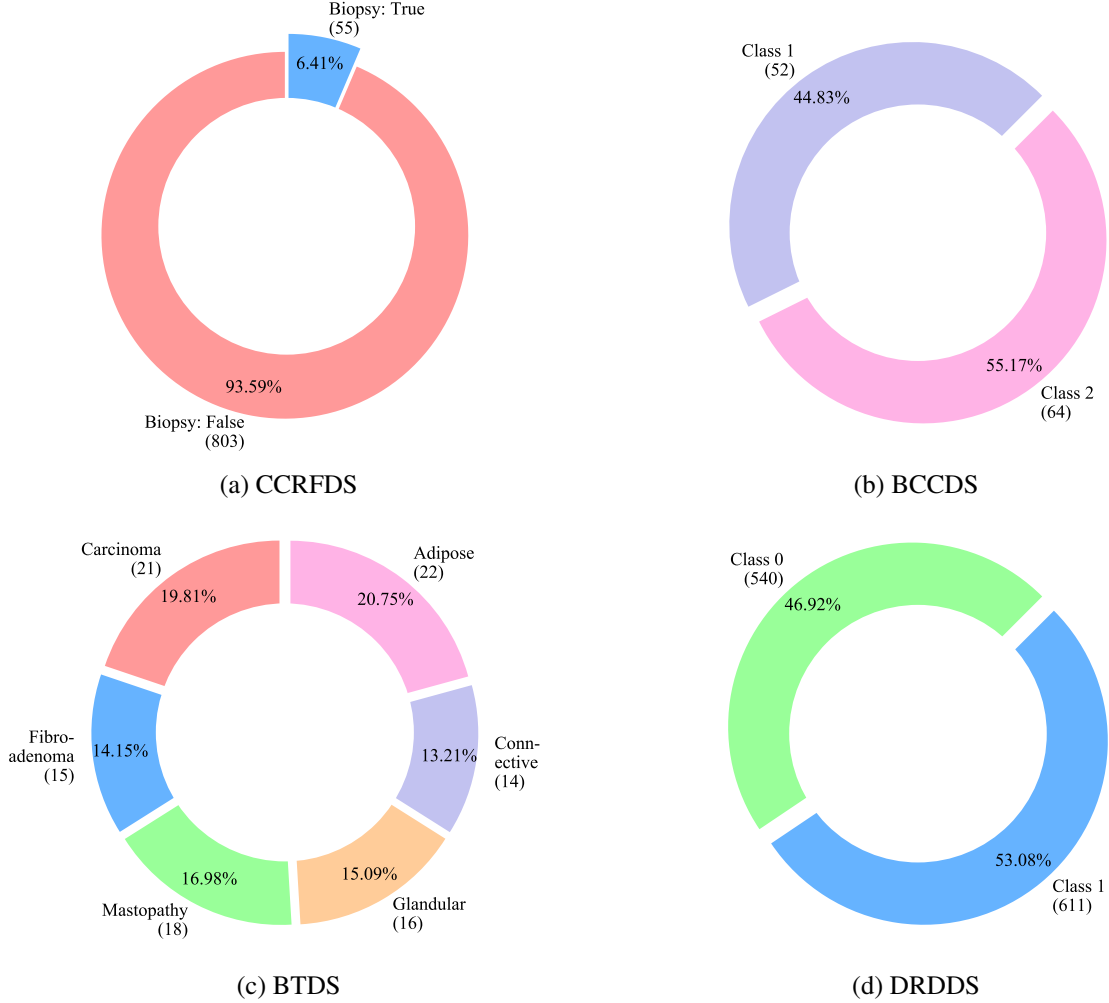 Biopsy: True
(55)
6.41%
93.59%
Biopsy: False
(803)
(a) CCRFDS
Class 1
(52)
44.83%
55.17%
Class 2
(64)
(b) BCCDS
Carcinoma
(21)
19.81%
Adipose
(22)
20.75%
Fibro-
adenoma
(15)
14.15%
13.21%
Conn-
ective
(14)
16.98%
Mastopathy
(18)
15.09%
Glandular
(16)
(c) BTDS
Class 0
(540)
46.92%
53.08%
Class 1
(611)
(d) DRDDS